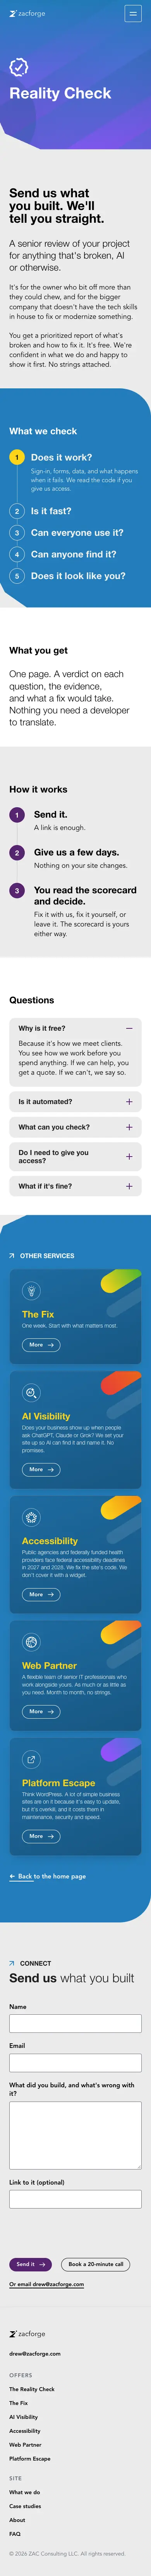 zacforge
Reality Check
Send us what
you built. We'll
tell you straight.
A senior review of your project
for anything that's broken, AI
or otherwise.
It's for the owner who bit off more than
they could chew, and for the bigger
company that doesn't have the tech skills
in house to fix or modernize something.
You get a prioritized report of what's
broken and how to fix it. It's free. We're
confident in what we do and happy to
show it first. No strings attached.
What we check
1 Does it work?
Sign-in, forms, data, and what happens
when it fails. We read the code if you
give us access.
2 Is it fast?
3 Can everyone use it?
4 Can anyone find it?
5 Does it look like you?
What you get
One page. A verdict on each
question, the evidence,
and what a fix would take.
Nothing you need a developer
to translate.
How it works
1 Send it.
A link is enough.
2 Give us a few days.
Nothing on your site changes.
3 You read the scorecard
and decide.
Fix it with us, fix it yourself, or
leave it. The scorecard is yours
either way.
Questions
Why is it free?
Because it's how we meet clients.
You see how we work before you
spend anything. If we can help, you
get a quote. If we can't, we say so.
Is it automated?
What can you check?
Do I need to give you
access?
What if it's fine?
OTHER SERVICES
The Fix
One week. Start with what matters most.
More
AI Visibility
Does your business show up when people
ask ChatGPT, Claude or Grok? We set your
site up so AI can find it and name it. No
promises.
More
Accessibility
Public agencies and federally funded health
providers face federal accessibility deadlines
in 2027 and 2028. We fix the site's code. We
don't cover it with a widget.
More
Web Partner
A flexible team of senior IT professionals who
work alongside yours. As much or as little as
you need. Month to month, no strings.
More
Platform Escape
Think WordPress. A lot of simple business
sites are on it because it's easy to update,
but it's overkill, and it costs them in
maintenance, security and speed.
More
Back to the home page
CONNECT
Send us what you built
Name
Email
What did you build, and what's wrong with
it?
Link to it (optional)
Send it
Book a 20-minute call
Or email drew@zacforge.com
zacforge
drew@zacforge.com
OFFERS
The Reality Check
The Fix
AI Visibility
Accessibility
Web Partner
Platform Escape
SITE
What we do
Case studies
About
FAQ
© 2026 ZAC Consulting LLC. All rights reserved.